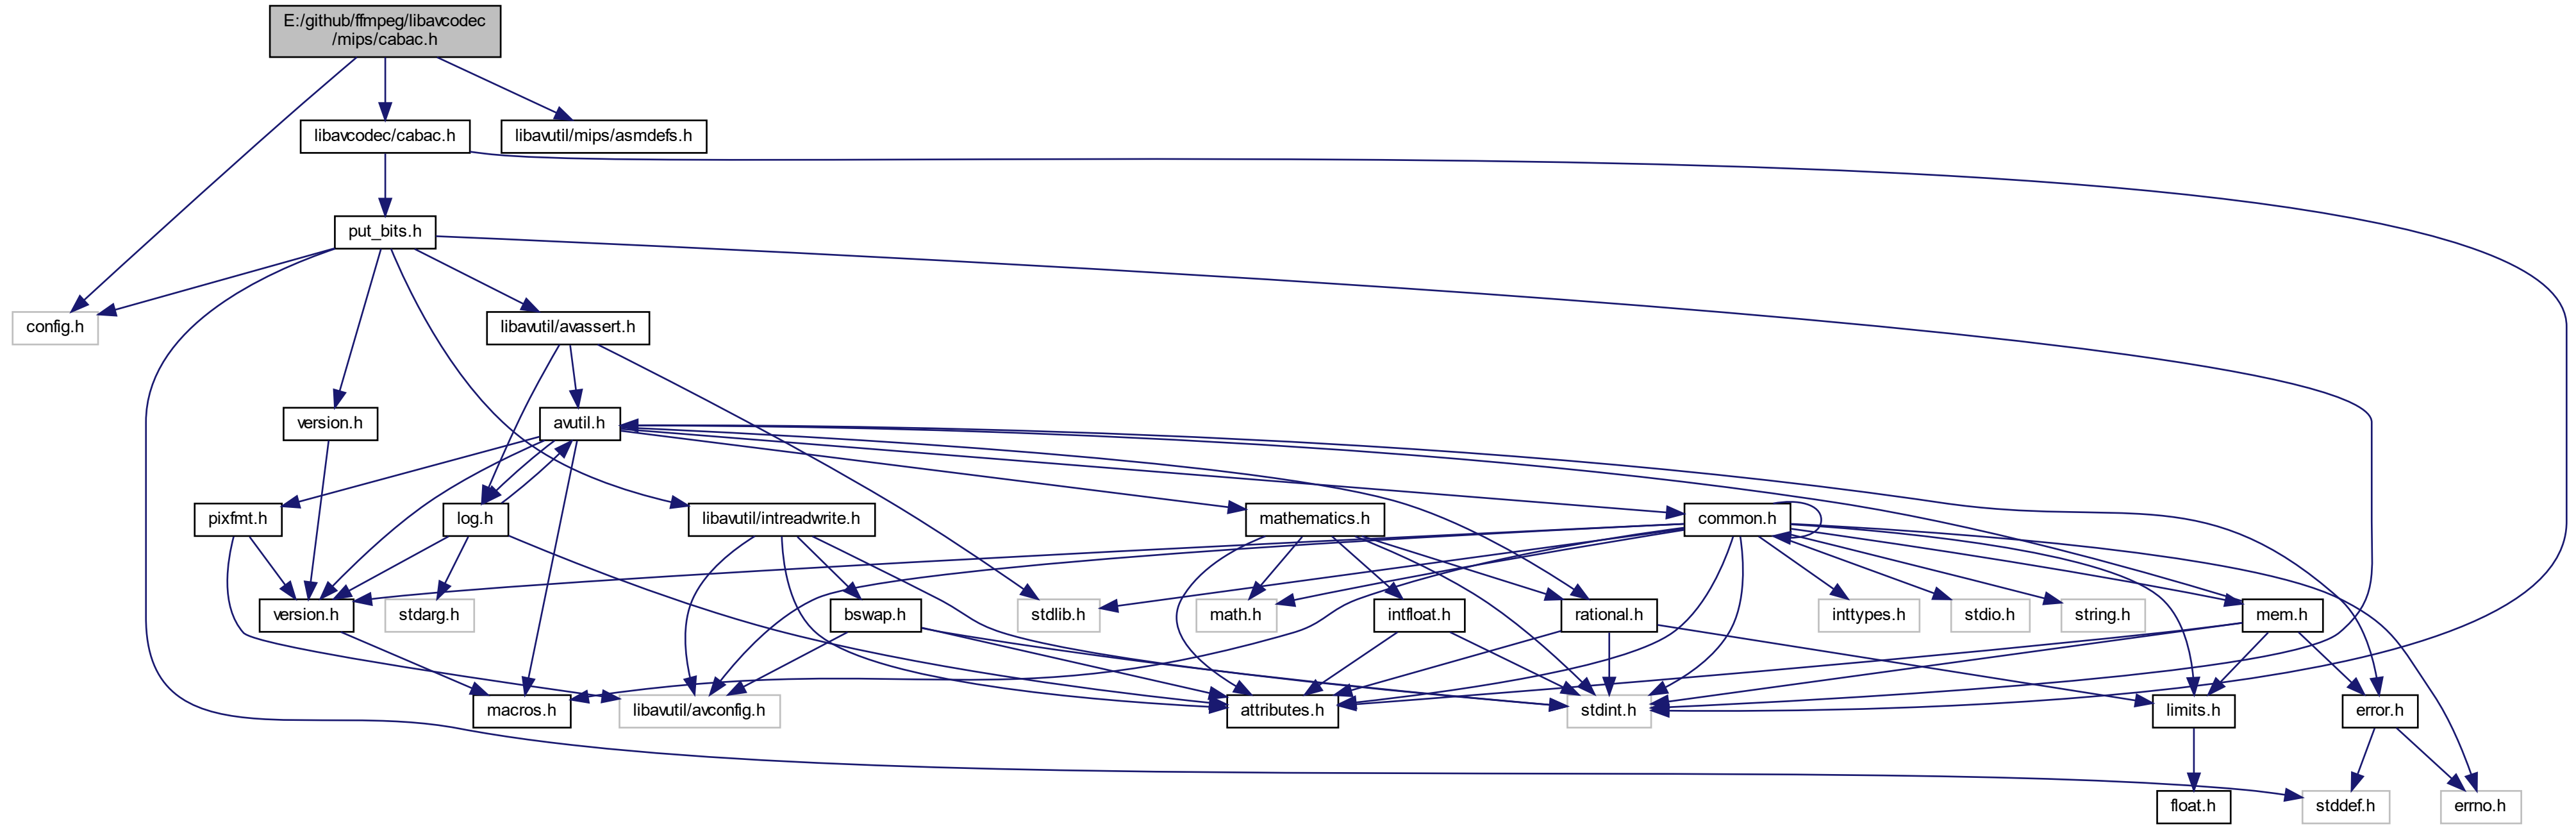 E:/github/ffmpeg/libavcodec
/mips/cabac.h
libavcodec/cabac.h
libavutil/mips/asmdefs.h
put_bits.h
config.h
libavutil/avassert.h
version.h
avutil.h
pixfmt.h
log.h
libavutil/intreadwrite.h
mathematics.h
common.h
version.h
stdarg.h
bswap.h
stdlib.h
math.h
intfloat.h
rational.h
inttypes.h
stdio.h
string.h
mem.h
macros.h
libavutil/avconfig.h
attributes.h
stdint.h
limits.h
error.h
float.h
stddef.h
errno.h